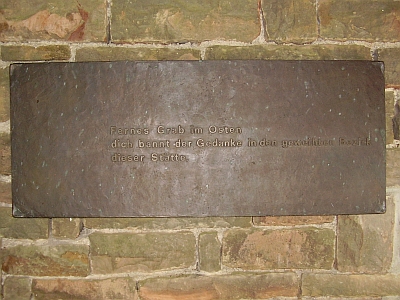 Fernes Grab im Osten
dich bannt der Gedanke in den geweihten Bezirk
dieser Stätte.